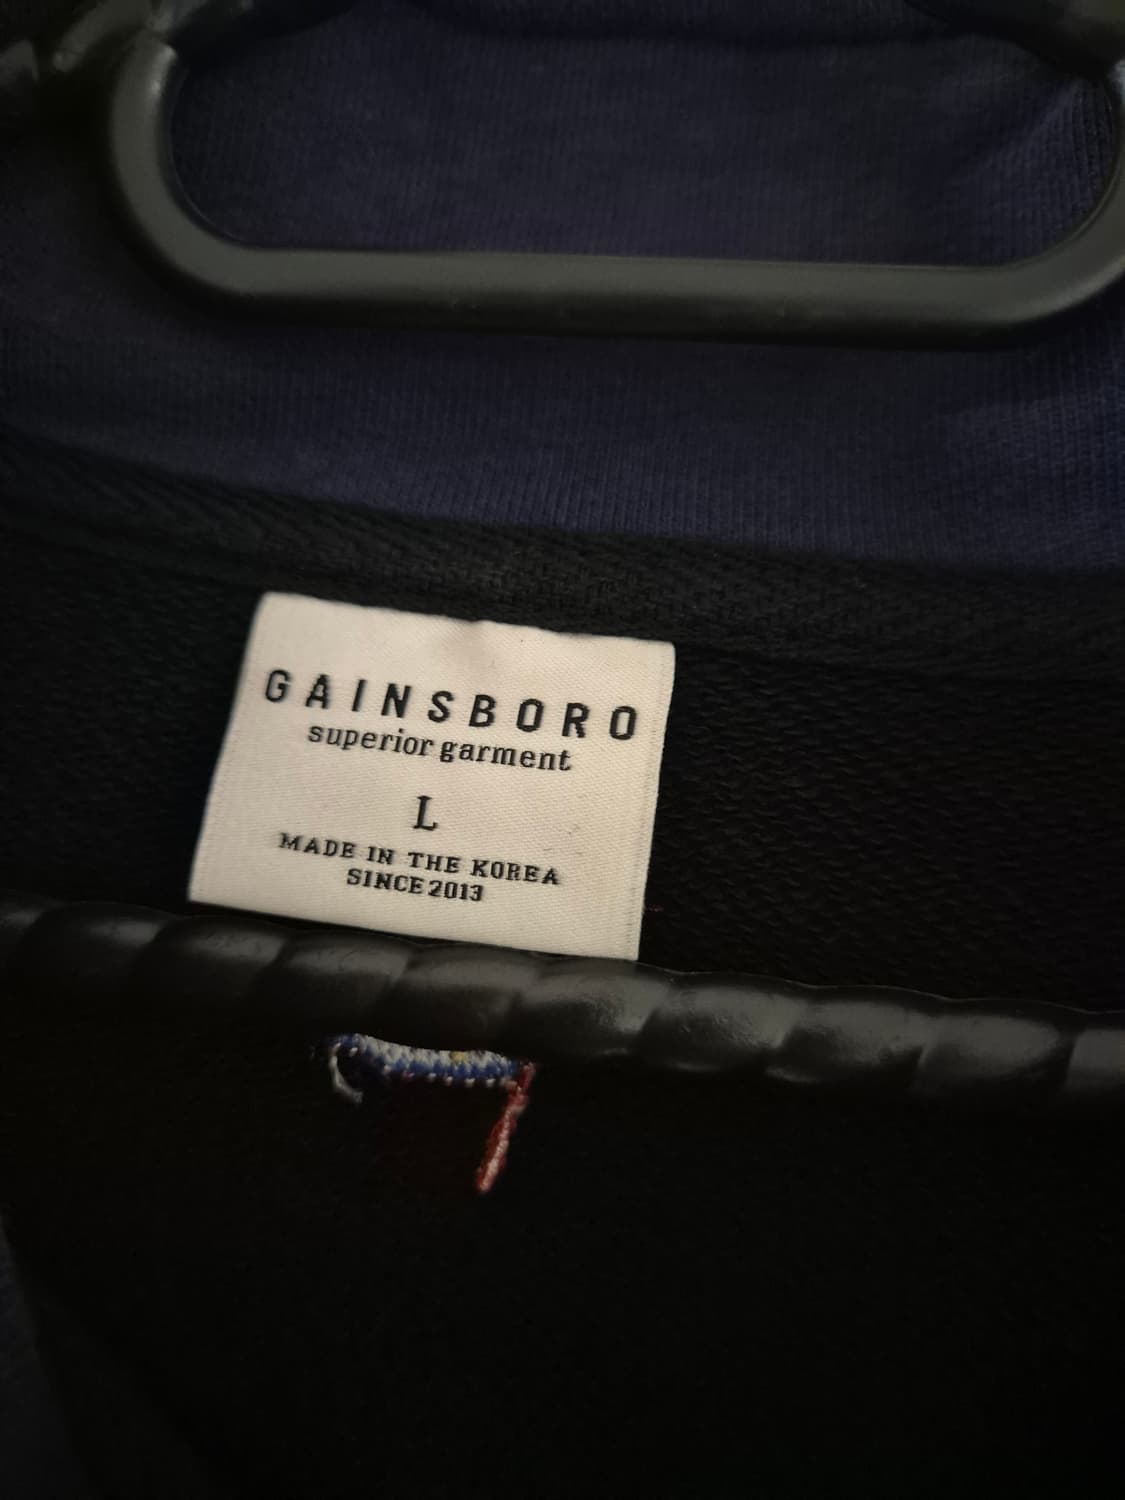 GAINSBORO
superior garment
L
MADE IN THE KOREA
SINCE 2013